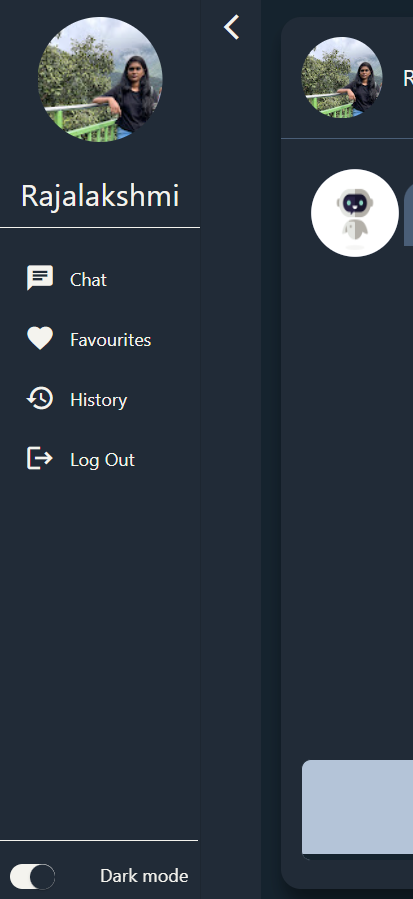 Rajalakshmi
Chat
Favourites
History
Log Out
Dark mode
R